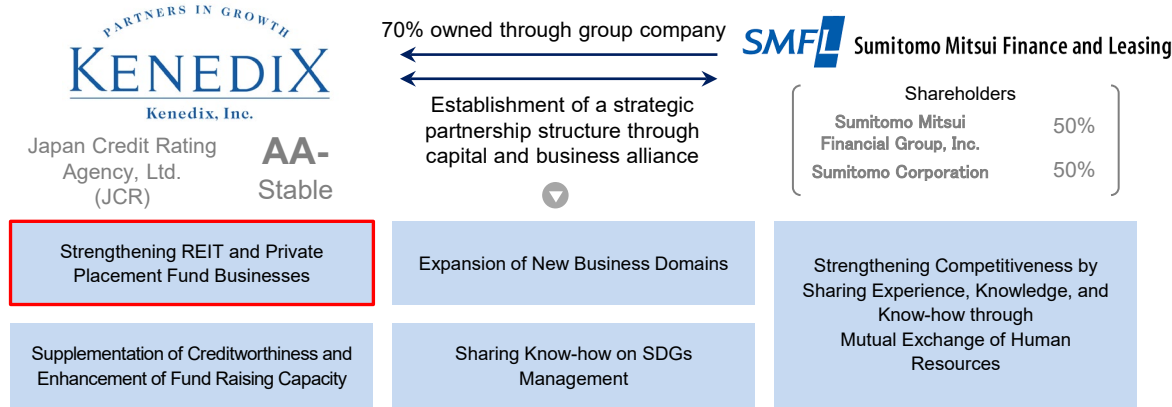 PARTNERS IN GROWTH
KENEDIX
Kenedix, Inc.
Japan Credit Rating
Agency, Ltd.
(JCR)
AA-
Stable
70% owned through group company
Establishment of a strategic
partnership structure through
capital and business alliance
SMFL Sumitomo Mitsui Finance and Leasing
Shareholders
Sumitomo Mitsui
Financial Group, Inc.
50%
Sumitomo Corporation
50%
Strengthening REIT and Private
Placement Fund Businesses
Expansion of New Business Domains
Strengthening Competitiveness by
Sharing Experience, Knowledge, and
Know-how through
Mutual Exchange of Human
Resources
Supplementation of Creditworthiness and
Enhancement of Fund Raising Capacity
Sharing Know-how on SDGs
Management